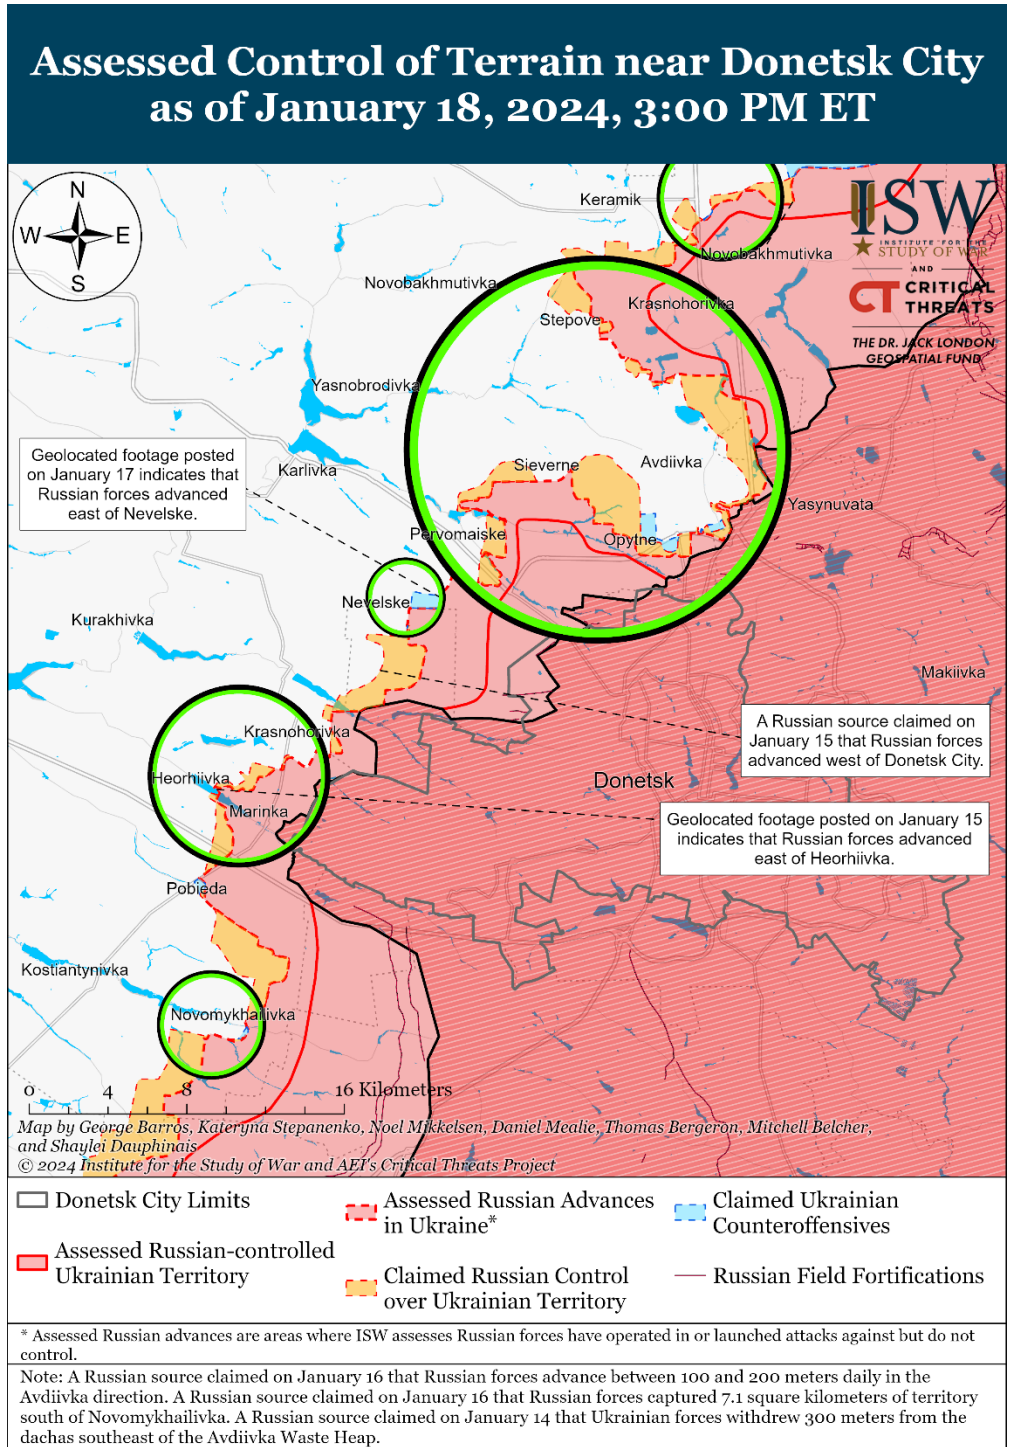 Assessed Control of Terrain near Donetsk City
as of January 18, 2024, 3:00 PM ET
N
W
E
S
Keramik
ISW
INSTITUTE FOR THE
STUDY OF WAR
AND
CT CRITICAL
THREATS
THE DR. JACK LONDON
GEOSPATIAL FUND
Novobakhmutivka
Novobakhmutivka
Krasnohorivka
Stepove
Yasnobrodivka
Geolocated footage posted
on January 17 indicates that
Russian forces advanced
east of Nevelske.
Karlivka
Sieverne
Avdiivka
Yasynuvata
Pervomaiske
Opytne
Nevelske
Kurakhivka
Makiivka
A Russian source claimed on
January 15 that Russian forces
advanced west of Donetsk City.
Krasnohorivka
Heorhiivka
Donetsk
Marinka
Geolocated footage posted on January 15
indicates that Russian forces advanced
east of Heorhiivka.
Pobieda
Kostiantynivka
Novomykhailivka
0 4 8 16 Kilometers
Map by George Barros, Kateryna Stepanenko, Noel Mikkelsen, Daniel Mealie, Thomas Bergeron, Mitchell Belcher,
and Shaylei Dauphinais
© 2024 Institute for the Study of War and AEI's Critical Threats Project
Donetsk City Limits
Assessed Russian-controlled
Ukrainian Territory
Assessed Russian Advances
in Ukraine*
Claimed Russian Control
over Ukrainian Territory
Claimed Ukrainian
Counteroffensives
Russian Field Fortifications
* Assessed Russian advances are areas where ISW assesses Russian forces have operated in or launched attacks against but do not
control.
Note: A Russian source claimed on January 16 that Russian forces advance between 100 and 200 meters daily in the
Avdiivka direction. A Russian source claimed on January 16 that Russian forces captured 7.1 square kilometers of territory
south of Novomykhailivka. A Russian source claimed on January 14 that Ukrainian forces withdrew 300 meters from the
dachas southeast of the Avdiivka Waste Heap.